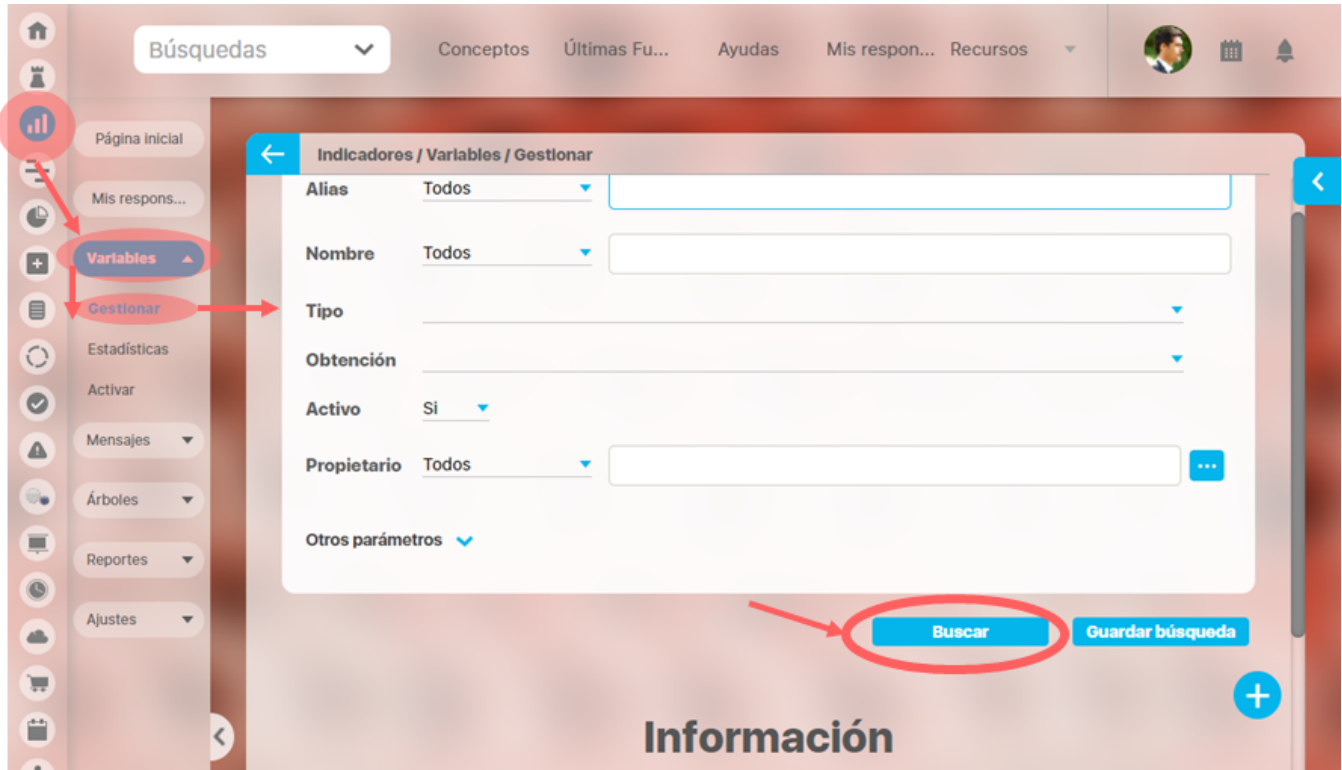 Búsquedas
Conceptos
Últimas Fu...
Ayudas
Mis respon...
Recursos
Página inicial
Mis respons...
Variables
Gestionar
Estadísticas
Activar
Mensajes
Árboles
Reportes
Ajustes
Indicadores / Variables / Gestionar
Alias Todos
Nombre Todos
Tipo
Obtención
Activo Si
Propietario Todos
Otros parámetros
Buscar
Guardar búsqueda
Información